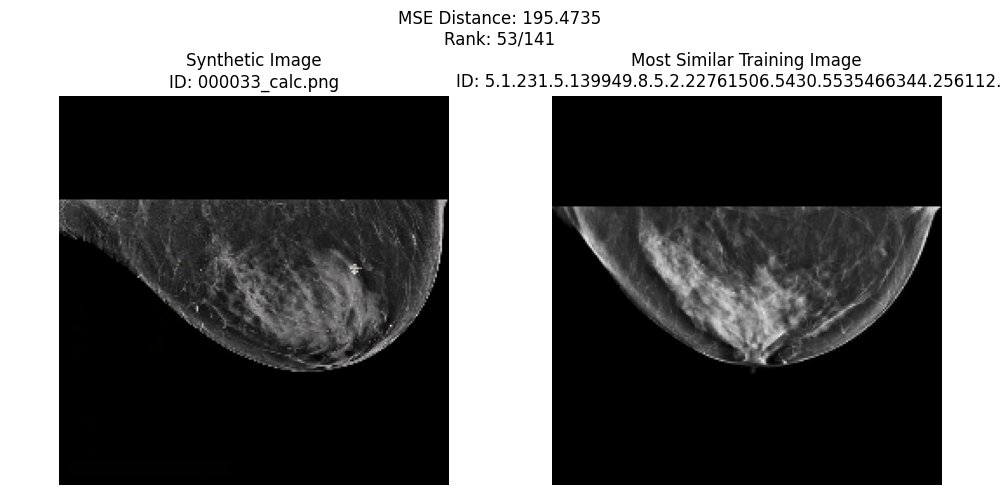 MSE Distance: 195.4735
Rank: 53/141
Synthetic Image
ID: 000033_calc.png
Most Similar Training Image
ID: 5.1.231.5.139949.8.5.2.22761506.5430.5535466344.256112.